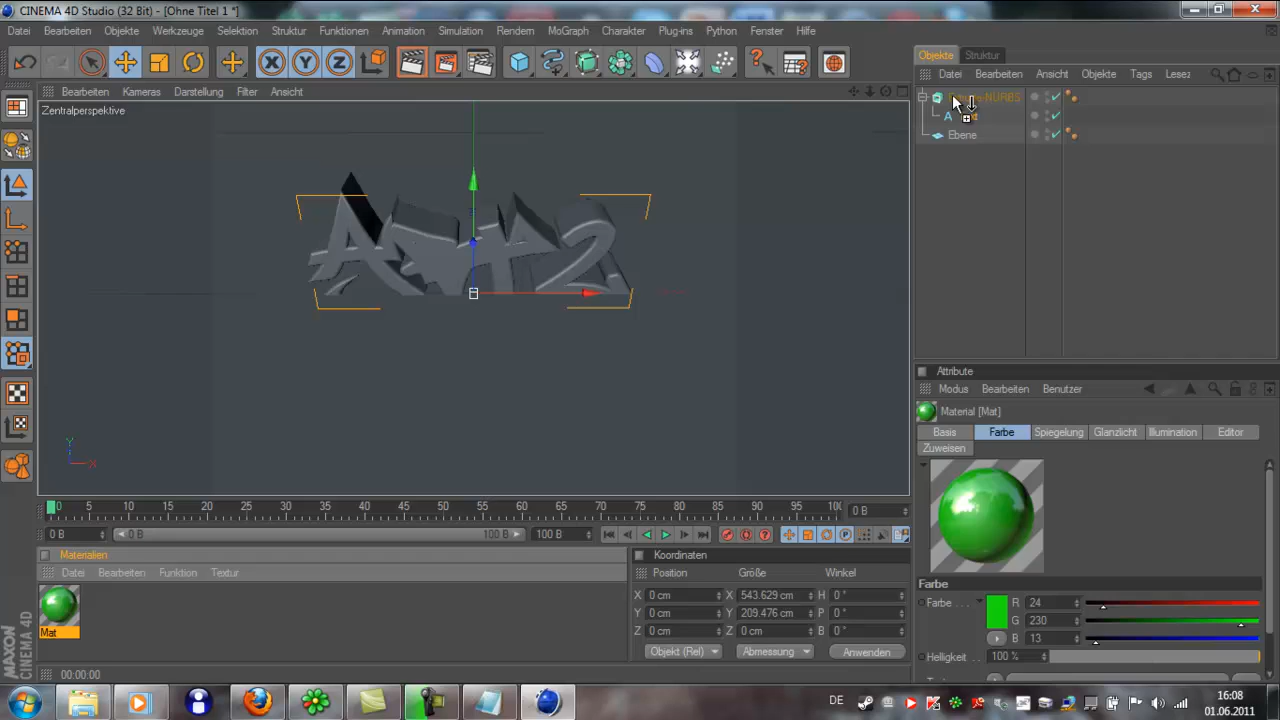 CINEMA 4D Studio (32 Bit) - [Ohne Titel 1 *]
Datei Bearbeiten Objekte Werkzeuge Selektion Struktur Funktionen Animation Simulation Rendern MoGraph Charakter Plug-ins Python Fenster Hilfe
X Y Z
Objekte Struktur
Datei Bearbeiten Ansicht Objekte Tags Lesez
Bearbeiten Kameras Darstellung Filter Ansicht
Zentralperspektive
NURBS
Ebene
Y
X
Attribute
Modus Bearbeiten Benutzer
Material [Mat]
Basis Farbe Spiegelung Glanzlicht Illumination Editor
Zuweisen
0 5 10 15 20 25 30 35 40 45 50 55 60 65 70 75 80 85 90 95 10 0 B
0 B 0 B 100 B 100 B
Materialien
Datei Bearbeiten Funktion Textur
Mat
Koordinaten
Position Größe Winkel
X 0 cm X 543.629 cm H 0 °
Y 0 cm Y 209.476 cm P 0 °
Z 0 cm Z 0 cm B 0 °
Objekt (Rel) Abmessung Anwenden
Farbe
Farbe . . . R 24
G 230
B 13
Helligkeit 100 %
MAXON
CINEMA 4D
00:00:00
DE
16:08
01.06.2011